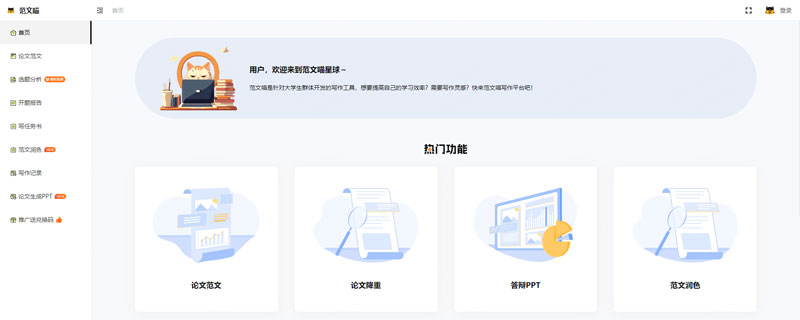 范文喵
首页
登录
首页
论文范文
选题分析
开题报告
写任务书
范文润色
写作记录
论文生成PPT
推广送兑换码
用户，欢迎来到范文喵星球～
范文喵是针对大学生群体开发的写作工具，想要提高自己的学习效率？需要写作灵感？快来范文喵写作平台吧！
热门功能
论文范文
论文降重
答辩PPT
范文润色